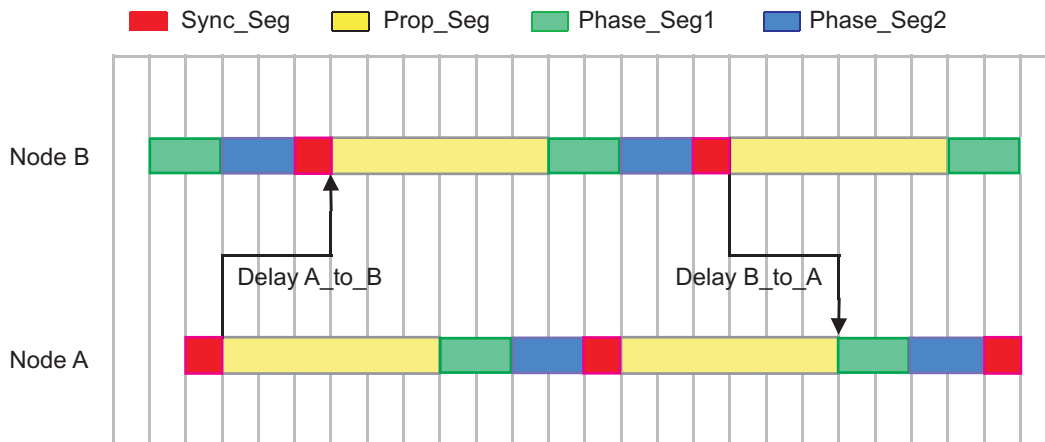 Sync_Seg Prop_Seg Phase_Seg1 Phase_Seg2
Node B
Delay A_to_B Delay B_to_A
Node A